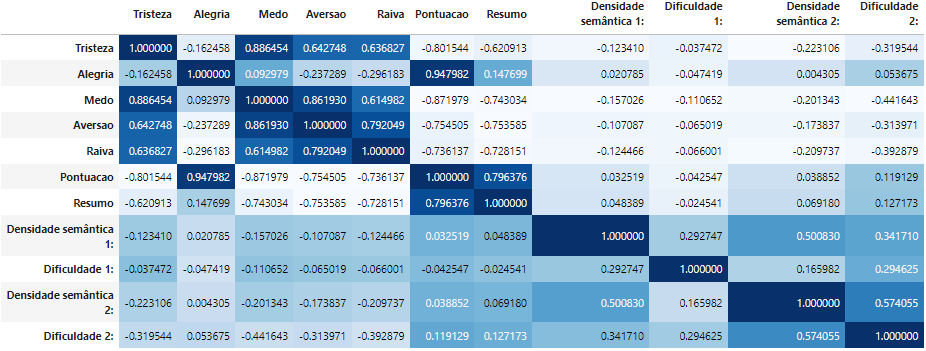 Tristeza Alegria Medo Aversao Raiva Pontuacao Resumo Densidade semântica 1: Dificuldade 1: Densidade semântica 2: Dificuldade 2:
Tristeza 1.000000 -0.162458 0.886454 0.642748 0.636827 -0.801544 -0.620913 -0.123410 -0.037472 -0.223106 -0.319544
Alegria -0.162458 1.000000 0.092979 -0.237289 -0.296183 0.947982 0.147699 0.020785 -0.047419 0.004305 0.053675
Medo 0.886454 0.092979 1.000000 0.861930 0.614982 -0.871979 -0.743034 -0.157026 -0.110652 -0.201343 -0.441643
Aversao 0.642748 -0.237289 0.861930 1.000000 0.792049 -0.754505 -0.753585 -0.107087 -0.065019 -0.173837 -0.313971
Raiva 0.636827 -0.296183 0.614982 0.792049 1.000000 -0.736137 -0.728151 -0.124466 -0.066001 -0.209737 -0.392879
Pontuacao -0.801544 0.947982 -0.871979 -0.754505 -0.736137 1.000000 0.796376 0.032519 -0.042547 0.038852 0.119129
Resumo -0.620913 0.147699 -0.743034 -0.753585 -0.728151 0.796376 1.000000 0.048389 -0.024541 0.069180 0.127173
Densidade semântica 1: -0.123410 0.020785 -0.157026 -0.107087 -0.124466 0.032519 0.048389 1.000000 0.292747 0.500830 0.341710
Dificuldade 1: -0.037472 -0.047419 -0.110652 -0.065019 -0.066001 -0.042547 -0.024541 0.292747 1.000000 0.165982 0.294625
Densidade semântica 2: -0.223106 0.004305 -0.201343 -0.173837 -0.209737 0.038852 0.069180 0.500830 0.165982 1.000000 0.574055
Dificuldade 2: -0.319544 0.053675 -0.441643 -0.313971 -0.392879 0.119129 0.127173 0.341710 0.294625 0.574055 1.000000